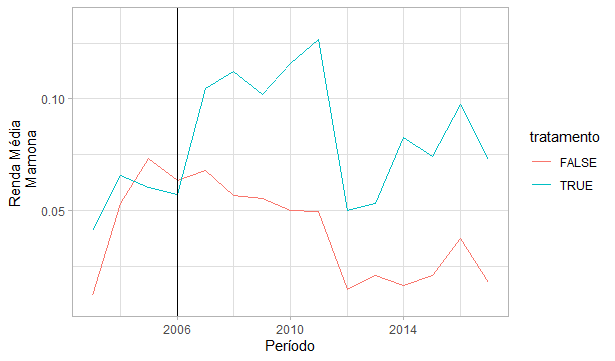 Renda Média
Mamona
0.10
0.05
2006
2010
2014
Período
tratamento
FALSE
TRUE